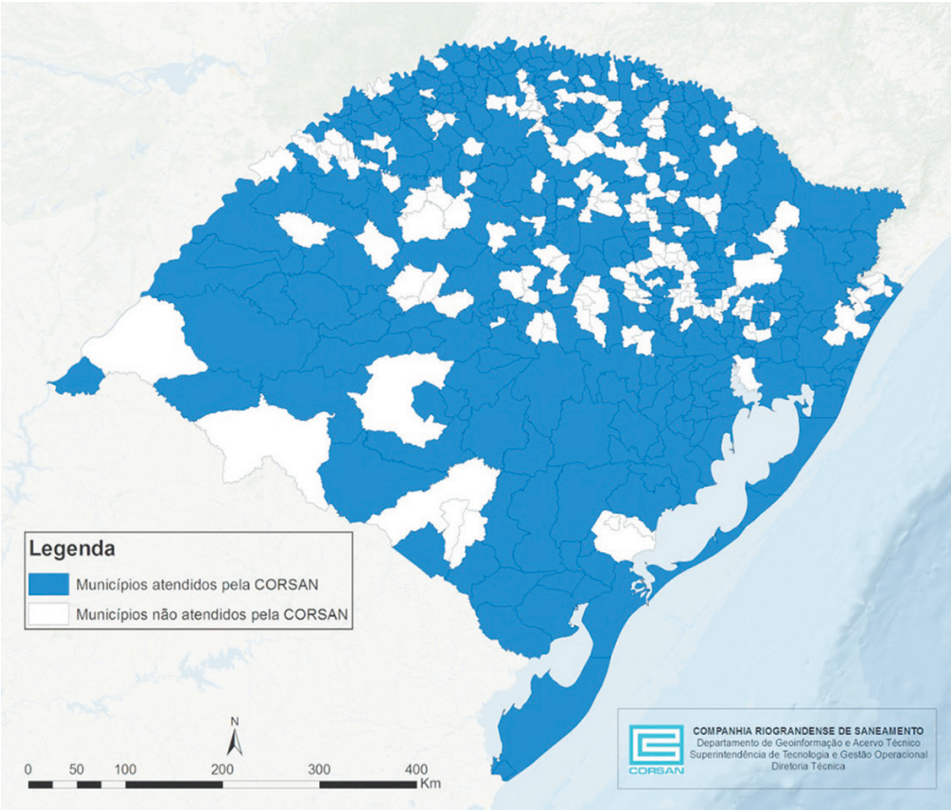 Legenda
Municípios atendidos pela CORSAN
Municípios não atendidos pela CORSAN
N
0 50 100 200 300 400
Km
CORSAN
COMPANHIA RIOGRANDENSE DE SANEAMENTO
Departamento de Geoinformação e Acervo Técnico
Superintendência de Tecnologia e Gestão Operacional
Diretoria Técnica